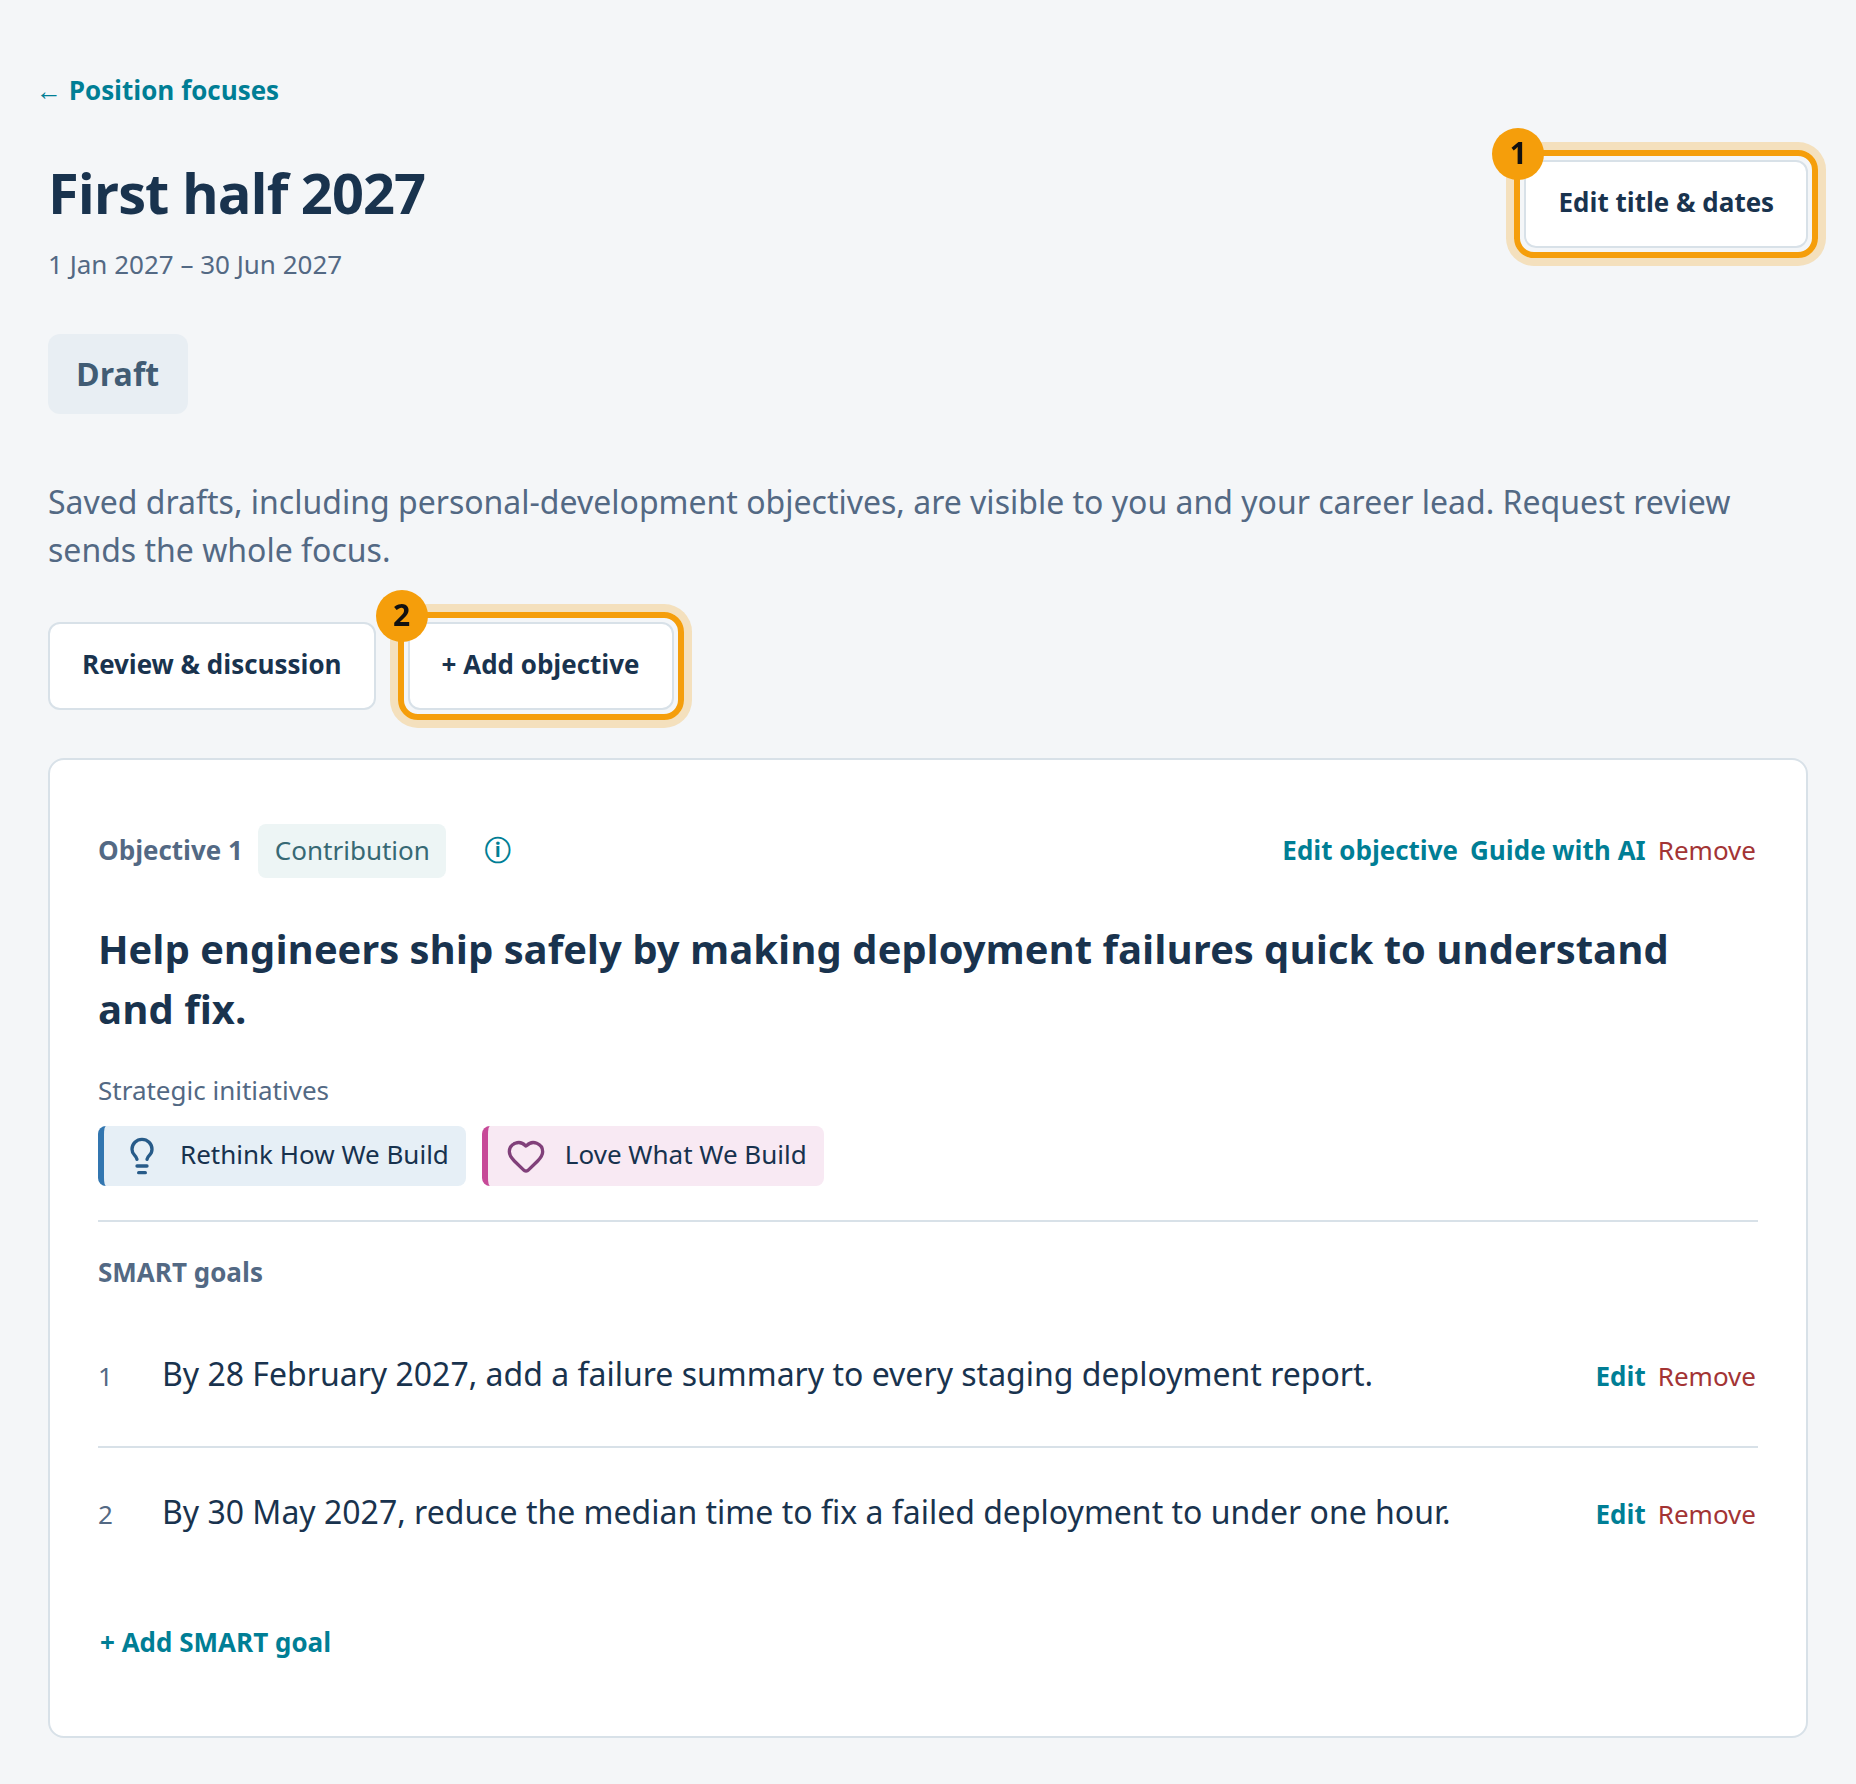 ← Position focuses
First half 2027
1
Edit title & dates
1 Jan 2027 – 30 Jun 2027
Draft
Saved drafts, including personal-development objectives, are visible to you and your career lead. Request review
sends the whole focus.
Review & discussion
2
+ Add objective
Objective 1 Contribution ⓘ Edit objective Guide with AI Remove
Help engineers ship safely by making deployment failures quick to understand
and fix.
Strategic initiatives
Rethink How We Build Love What We Build
SMART goals
1 By 28 February 2027, add a failure summary to every staging deployment report. Edit Remove
2 By 30 May 2027, reduce the median time to fix a failed deployment to under one hour. Edit Remove
+ Add SMART goal